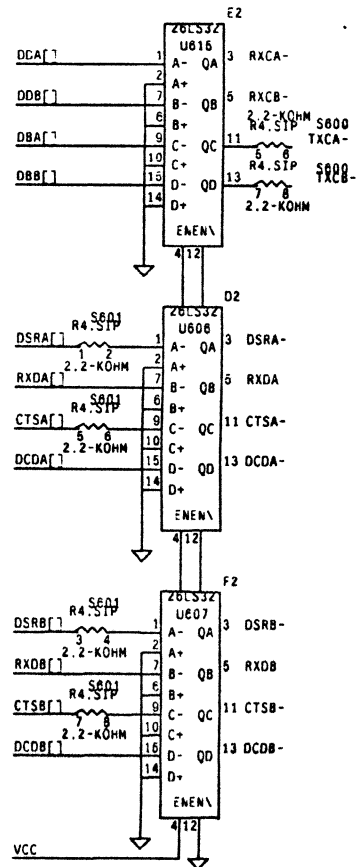 E2
26LS32
U615
DDA[] 1 A- QA 3 RXCA-
2 A+
DDB[] 7 B- QB 5 RXCB-
6 B+ 2.2-KOHM
DBA[] 9 C- QC 11 R4.SIP S600 TXCA-
10 C+ 5 6
DBB[] 15 D- QD 13 R4.SIP S600 TXCB-
14 D+ 7 8
2.2-KOHM
ENEN\
4 12
D2
26LS32
S601 U606
DSRA[] R4.SIP 1 A- QA 3 DSRA-
1 2
2.2-KOHM 2 A+
RXDA[] 7 B- QB 5 RXDA
S601 6 B+
CTSA[] R4.SIP 9 C- QC 11 CTSA-
5 6
2.2-KOHM 10 C+
DCDA[] 15 D- QD 13 DCDA-
14 D+
ENEN\
4 12
F2
26LS32
S601 U607
DSRB[] R4.SIP 1 A- QA 3 DSRB-
3 4
2.2-KOHM 2 A+
RXDB[] 7 B- QB 5 RXDB
S601 6 B+
CTSB[] R4.SIP 9 C- QC 11 CTSB-
7 8
2.2-KOHM 10 C+
DCDB[] 15 D- QD 13 DCDB-
14 D+
ENEN\
VCC 4 12